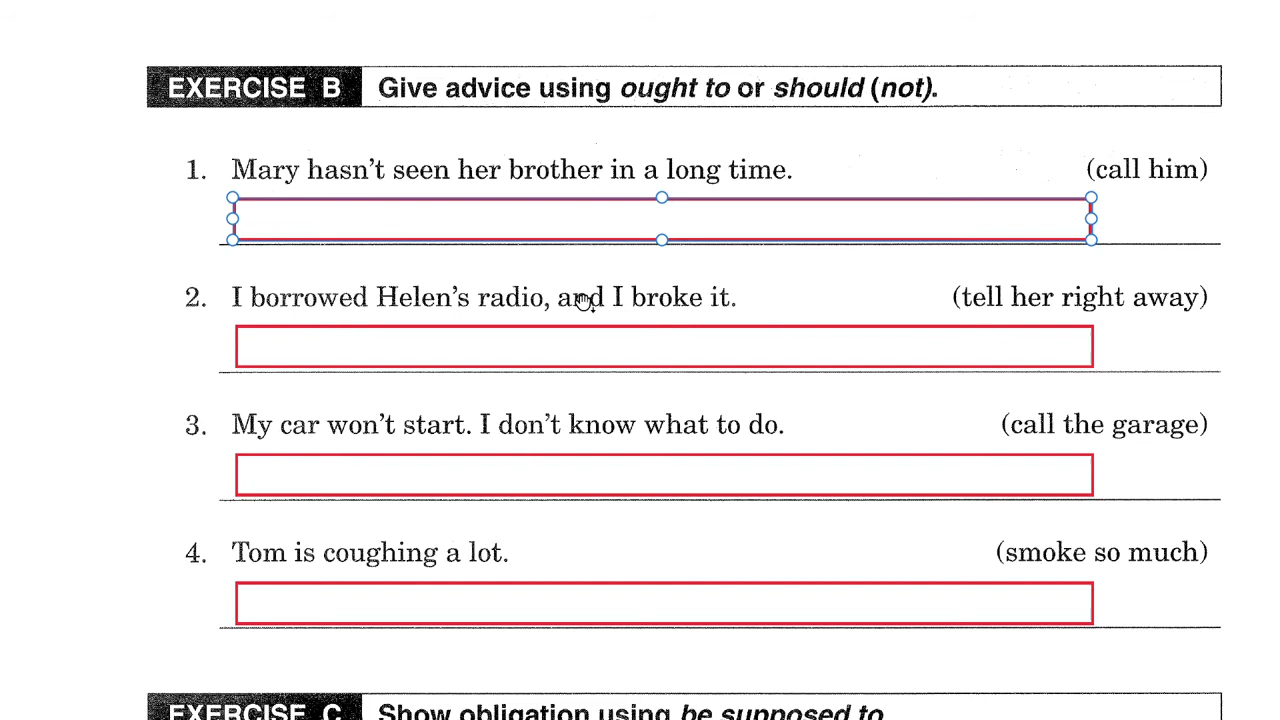 EXERCISE B Give advice using ought to or should (not).
1. Mary hasn't seen her brother in a long time. (call him)
2. I borrowed Helen's radio, and I broke it. (tell her right away)
3. My car won't start. I don't know what to do. (call the garage)
4. Tom is coughing a lot. (smoke so much)
EXERCISE C Show obligation using be supposed to